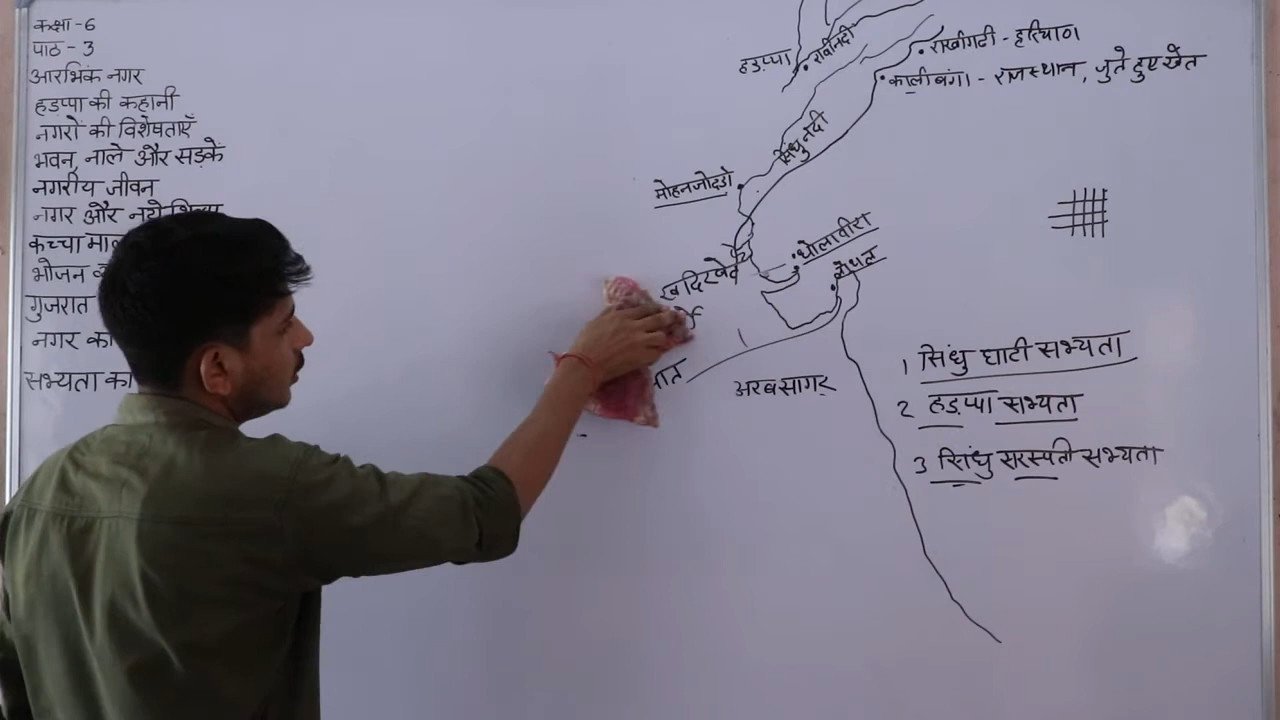 कक्षा -6
पाठ - 3
आरभिंक नगर
हड़प्पा की कहानी
नगरों की विशेषताएँ
भवन, नाले और सड़कें
नगरीय जीवन
नगर और नये
कच्चा
भोजन
गुजरात
नगर का
सभ्यता का
हड़प्पा
रावी नदी
राखीगढी - हरियाणा
कालीबंगा - राजस्थान, जुते हुए खेत
सिंधु नदी
मोहनजोदड़ो
धोलावीरा
अरबसागर
1 सिंधु घाटी सभ्यता
2 हड़प्पा सभ्यता
3 सिंधु सरस्वती सभ्यता